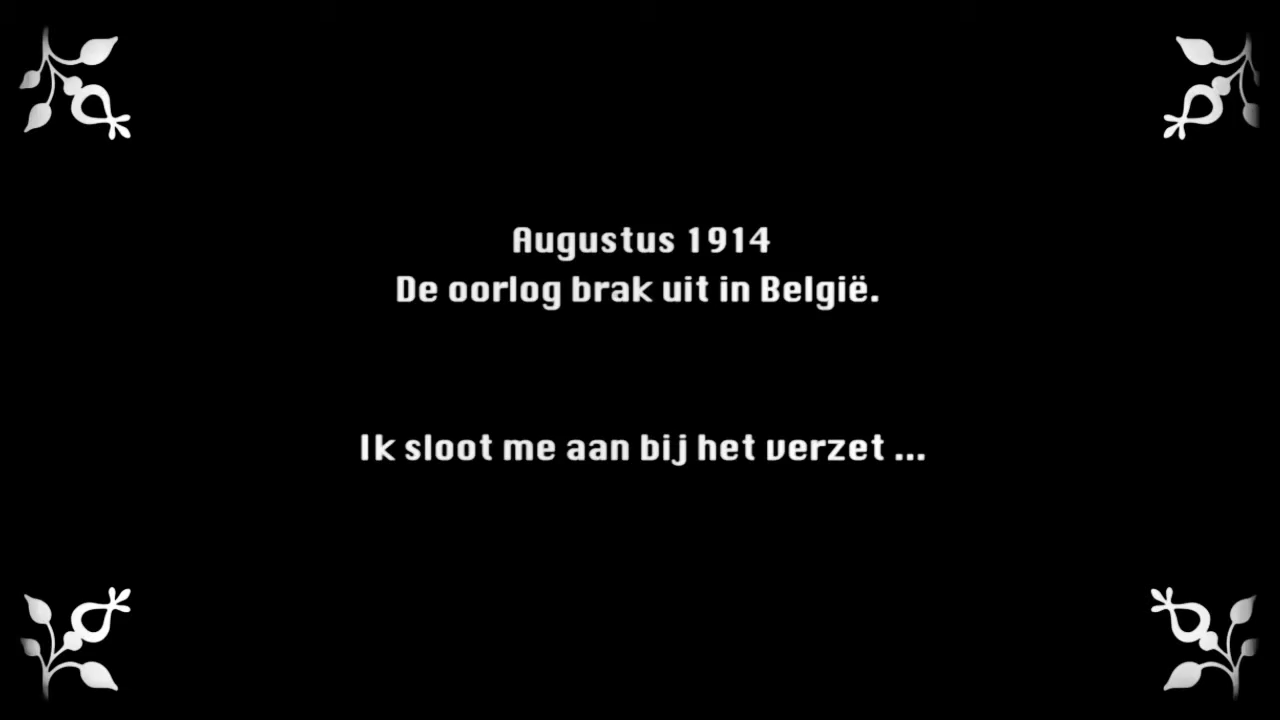 Augustus 1914
De oorlog brak uit in België.
Ik sloot me aan bij het verzet ...